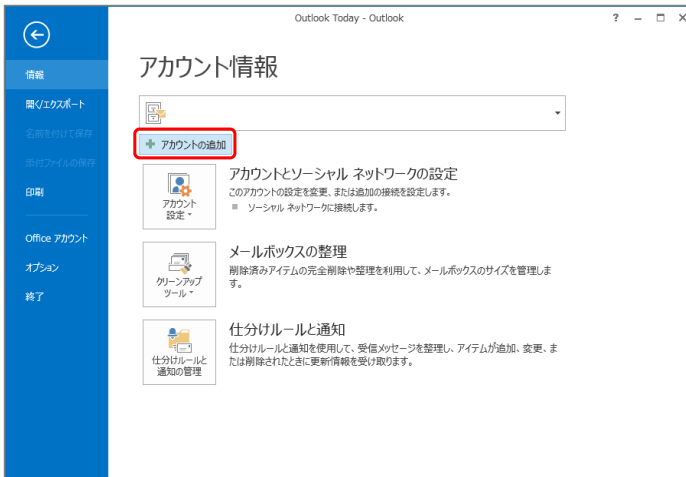 Outlook Today - Outlook
?
情報
開く/エクスポート
名前を付けて保存
添付ファイルの保存
印刷
Office アカウント
オプション
終了
アカウント情報
アカウントの追加
アカウント
設定
アカウントとソーシャル ネットワークの設定
このアカウントの設定を変更、または追加の接続を設定します。
ソーシャル ネットワークに接続します。
クリーンアップ
ツール
メールボックスの整理
削除済みアイテムの完全削除や整理を利用して、メールボックスのサイズを管理しま
す。
仕分けルールと
通知の管理
仕分けルールと通知
仕分けルールと通知を使用して、受信メッセージを整理し、アイテムが追加、変更、ま
たは削除されたときに更新情報を受け取ります。